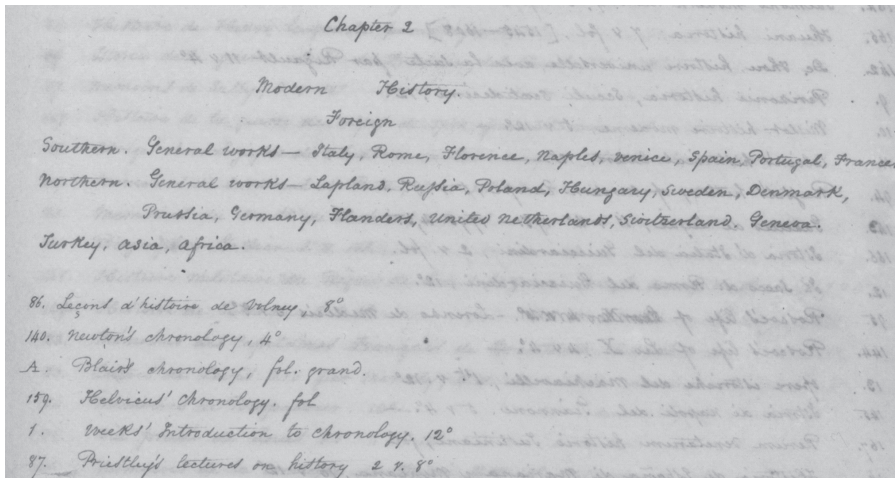 Chapter 2
Modern History.
Foreign
Southern. General works— Italy, Rome, Florence, Naples, Venice, Spain, Portugal, France,
Northern. General works— Lapland, Russia, Poland, Hungary, Sweden, Denmark,
Prussia, Germany, Flanders, United Netherlands, Switzerland. Geneva.
Turkey, Asia, Africa.
86. Leçons d'histoire de Volney, 8°
140. Newton's chronology, 4°
A. Blair's chronology, fol. grand.
159. Helvicus' chronology. fol
1. Weeks' Introduction to chronology. 12°
87. Priestley's lectures on history 2 v. 8°